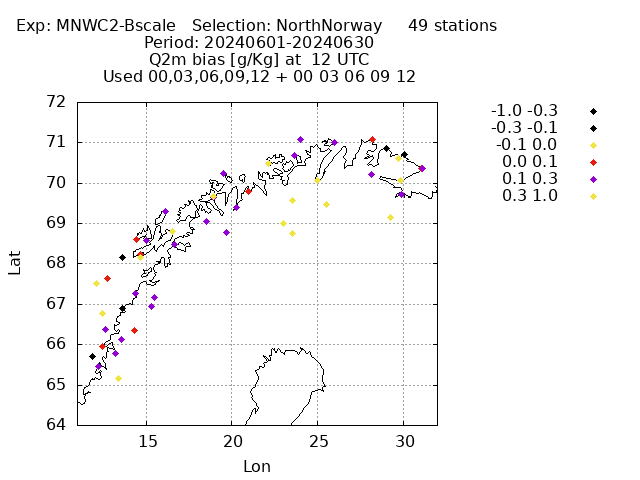 Exp: MNWC2-Bscale   Selection: NorthNorway     49 stations
Period: 20240601-20240630
Q2m bias [g/Kg] at  12 UTC
Used 00,03,06,09,12 + 00 03 06 09 12
-1.0 -0.3
-0.3 -0.1
-0.1 0.0
0.0 0.1
0.1 0.3
0.3 1.0
72
71
70
69
68
67
66
65
64
Lat
15 20 25 30
Lon